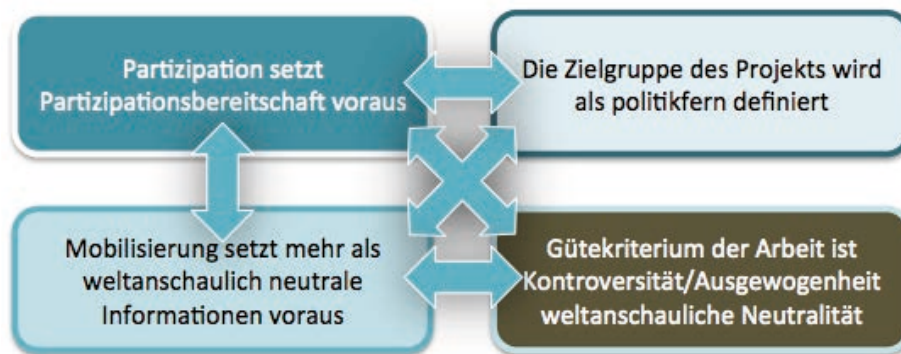 Partizipation setzt
Partizipationsbereitschaft voraus
Die Zielgruppe des Projekts wird
als politikfern definiert
Mobilisierung setzt mehr als
weltanschaulich neutrale
Informationen voraus
Gütekriterium der Arbeit ist
Kontroversität/Ausgewogenheit
weltanschauliche Neutralität